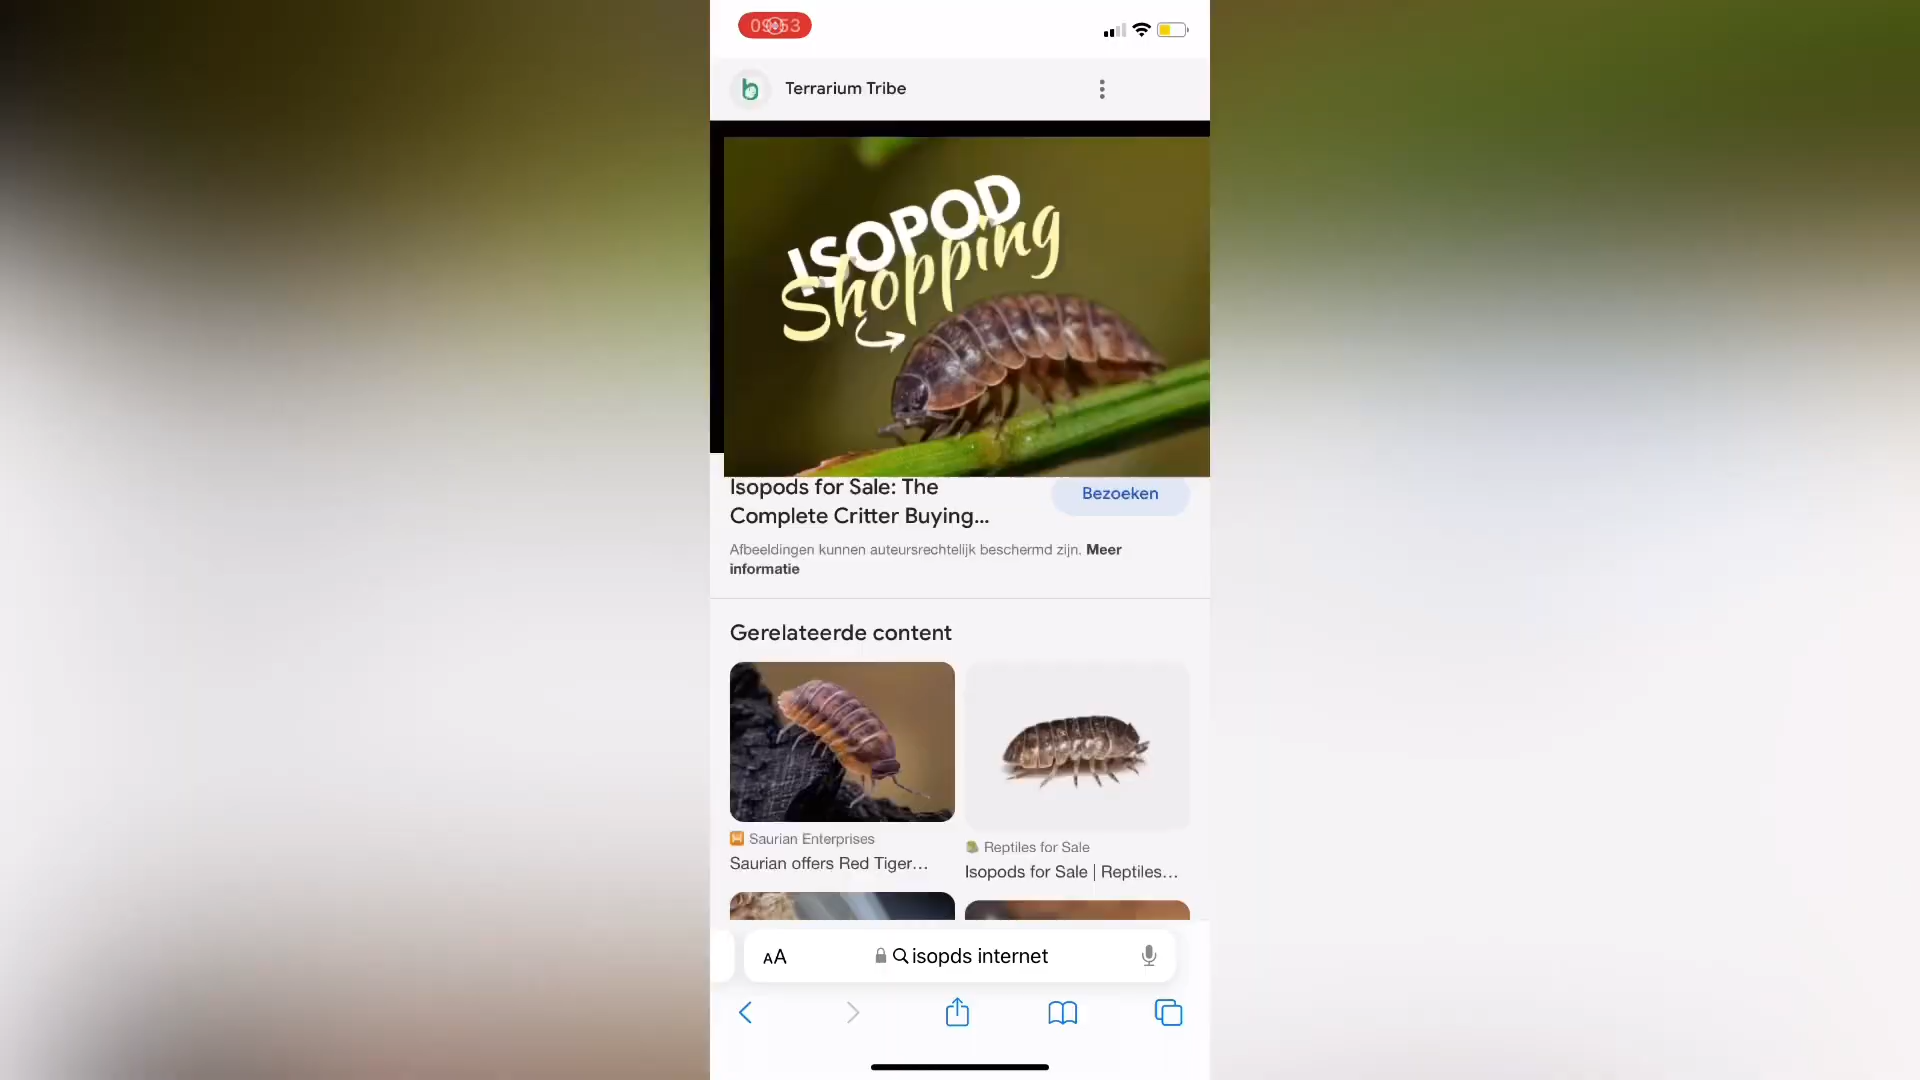 Terrarium Tribe
ISOPOD
Shopping
Isopods for Sale: The
Complete Critter Buying...
Bezoeken
Afbeeldingen kunnen auteursrechtelijk beschermd zijn. Meer
informatie
Gerelateerde content
Saurian Enterprises
Saurian offers Red Tiger...
Reptiles for Sale
Isopods for Sale | Reptiles...
AA
isopds internet